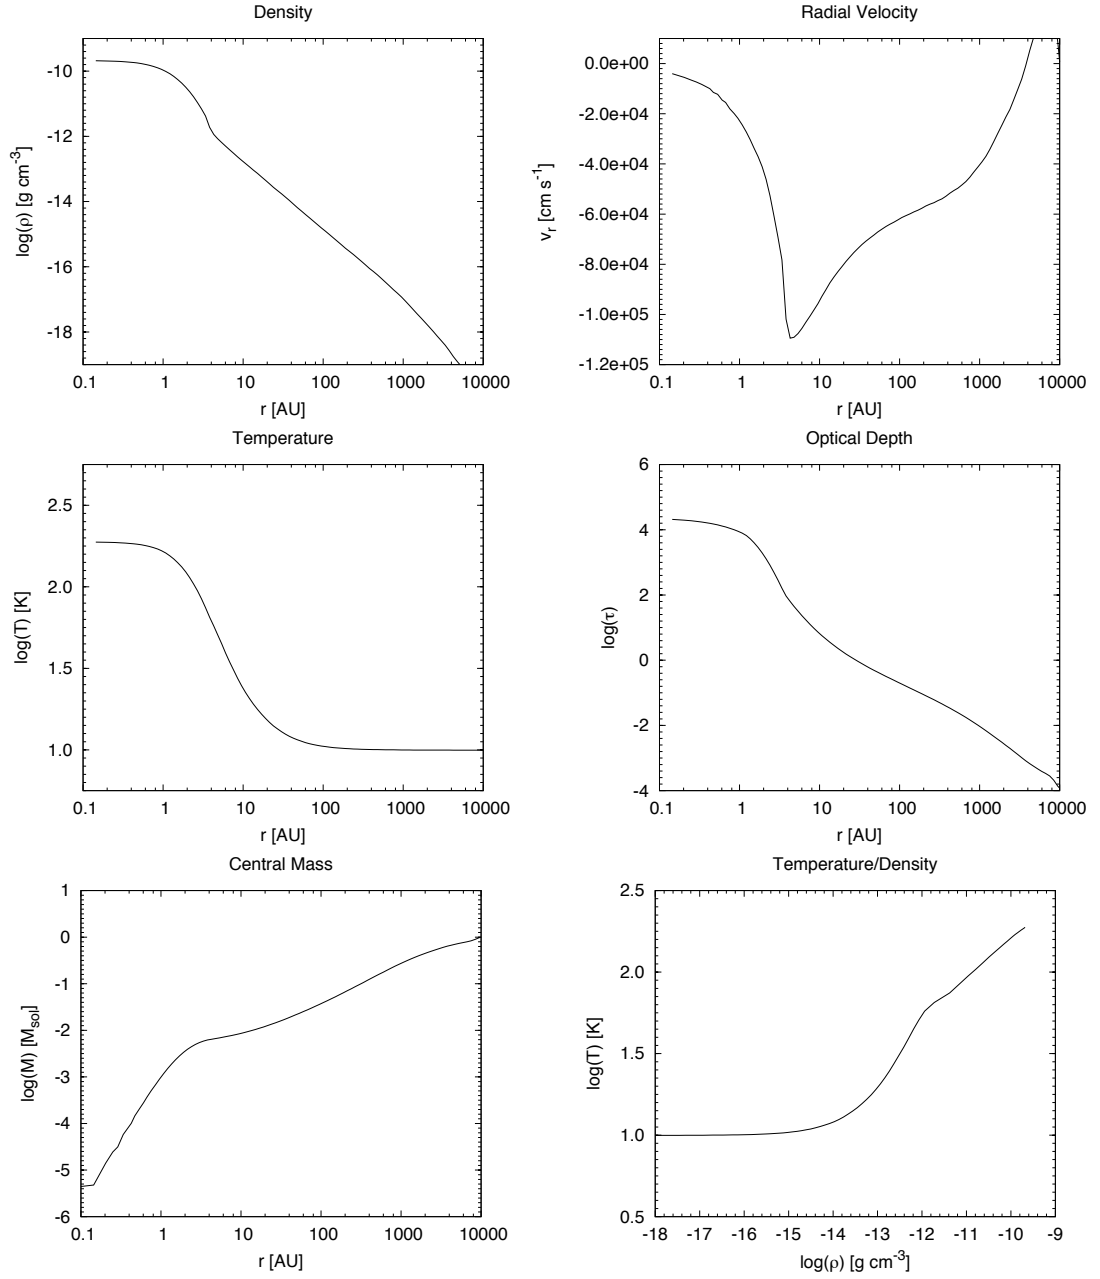 Density
log(ρ) [g cm⁻³]
-10
-12
-14
-16
-18
0.1 1 10 100 1000 10000
r [AU]
Radial Velocity
vᵣ [cm s⁻¹]
0.0e+00
-2.0e+04
-4.0e+04
-6.0e+04
-8.0e+04
-1.0e+05
-1.2e+05
0.1 1 10 100 1000 10000
r [AU]
Temperature
log(T) [K]
2.5
2.0
1.5
1.0
0.1 1 10 100 1000 10000
r [AU]
Optical Depth
log(τ)
6
4
2
0
-2
-4
0.1 1 10 100 1000 10000
r [AU]
Central Mass
log(M) [M_sol]
1
0
-1
-2
-3
-4
-5
-6
0.1 1 10 100 1000 10000
r [AU]
Temperature/Density
log(T) [K]
2.5
2.0
1.5
1.0
0.5
-18 -17 -16 -15 -14 -13 -12 -11 -10 -9
log(ρ) [g cm⁻³]